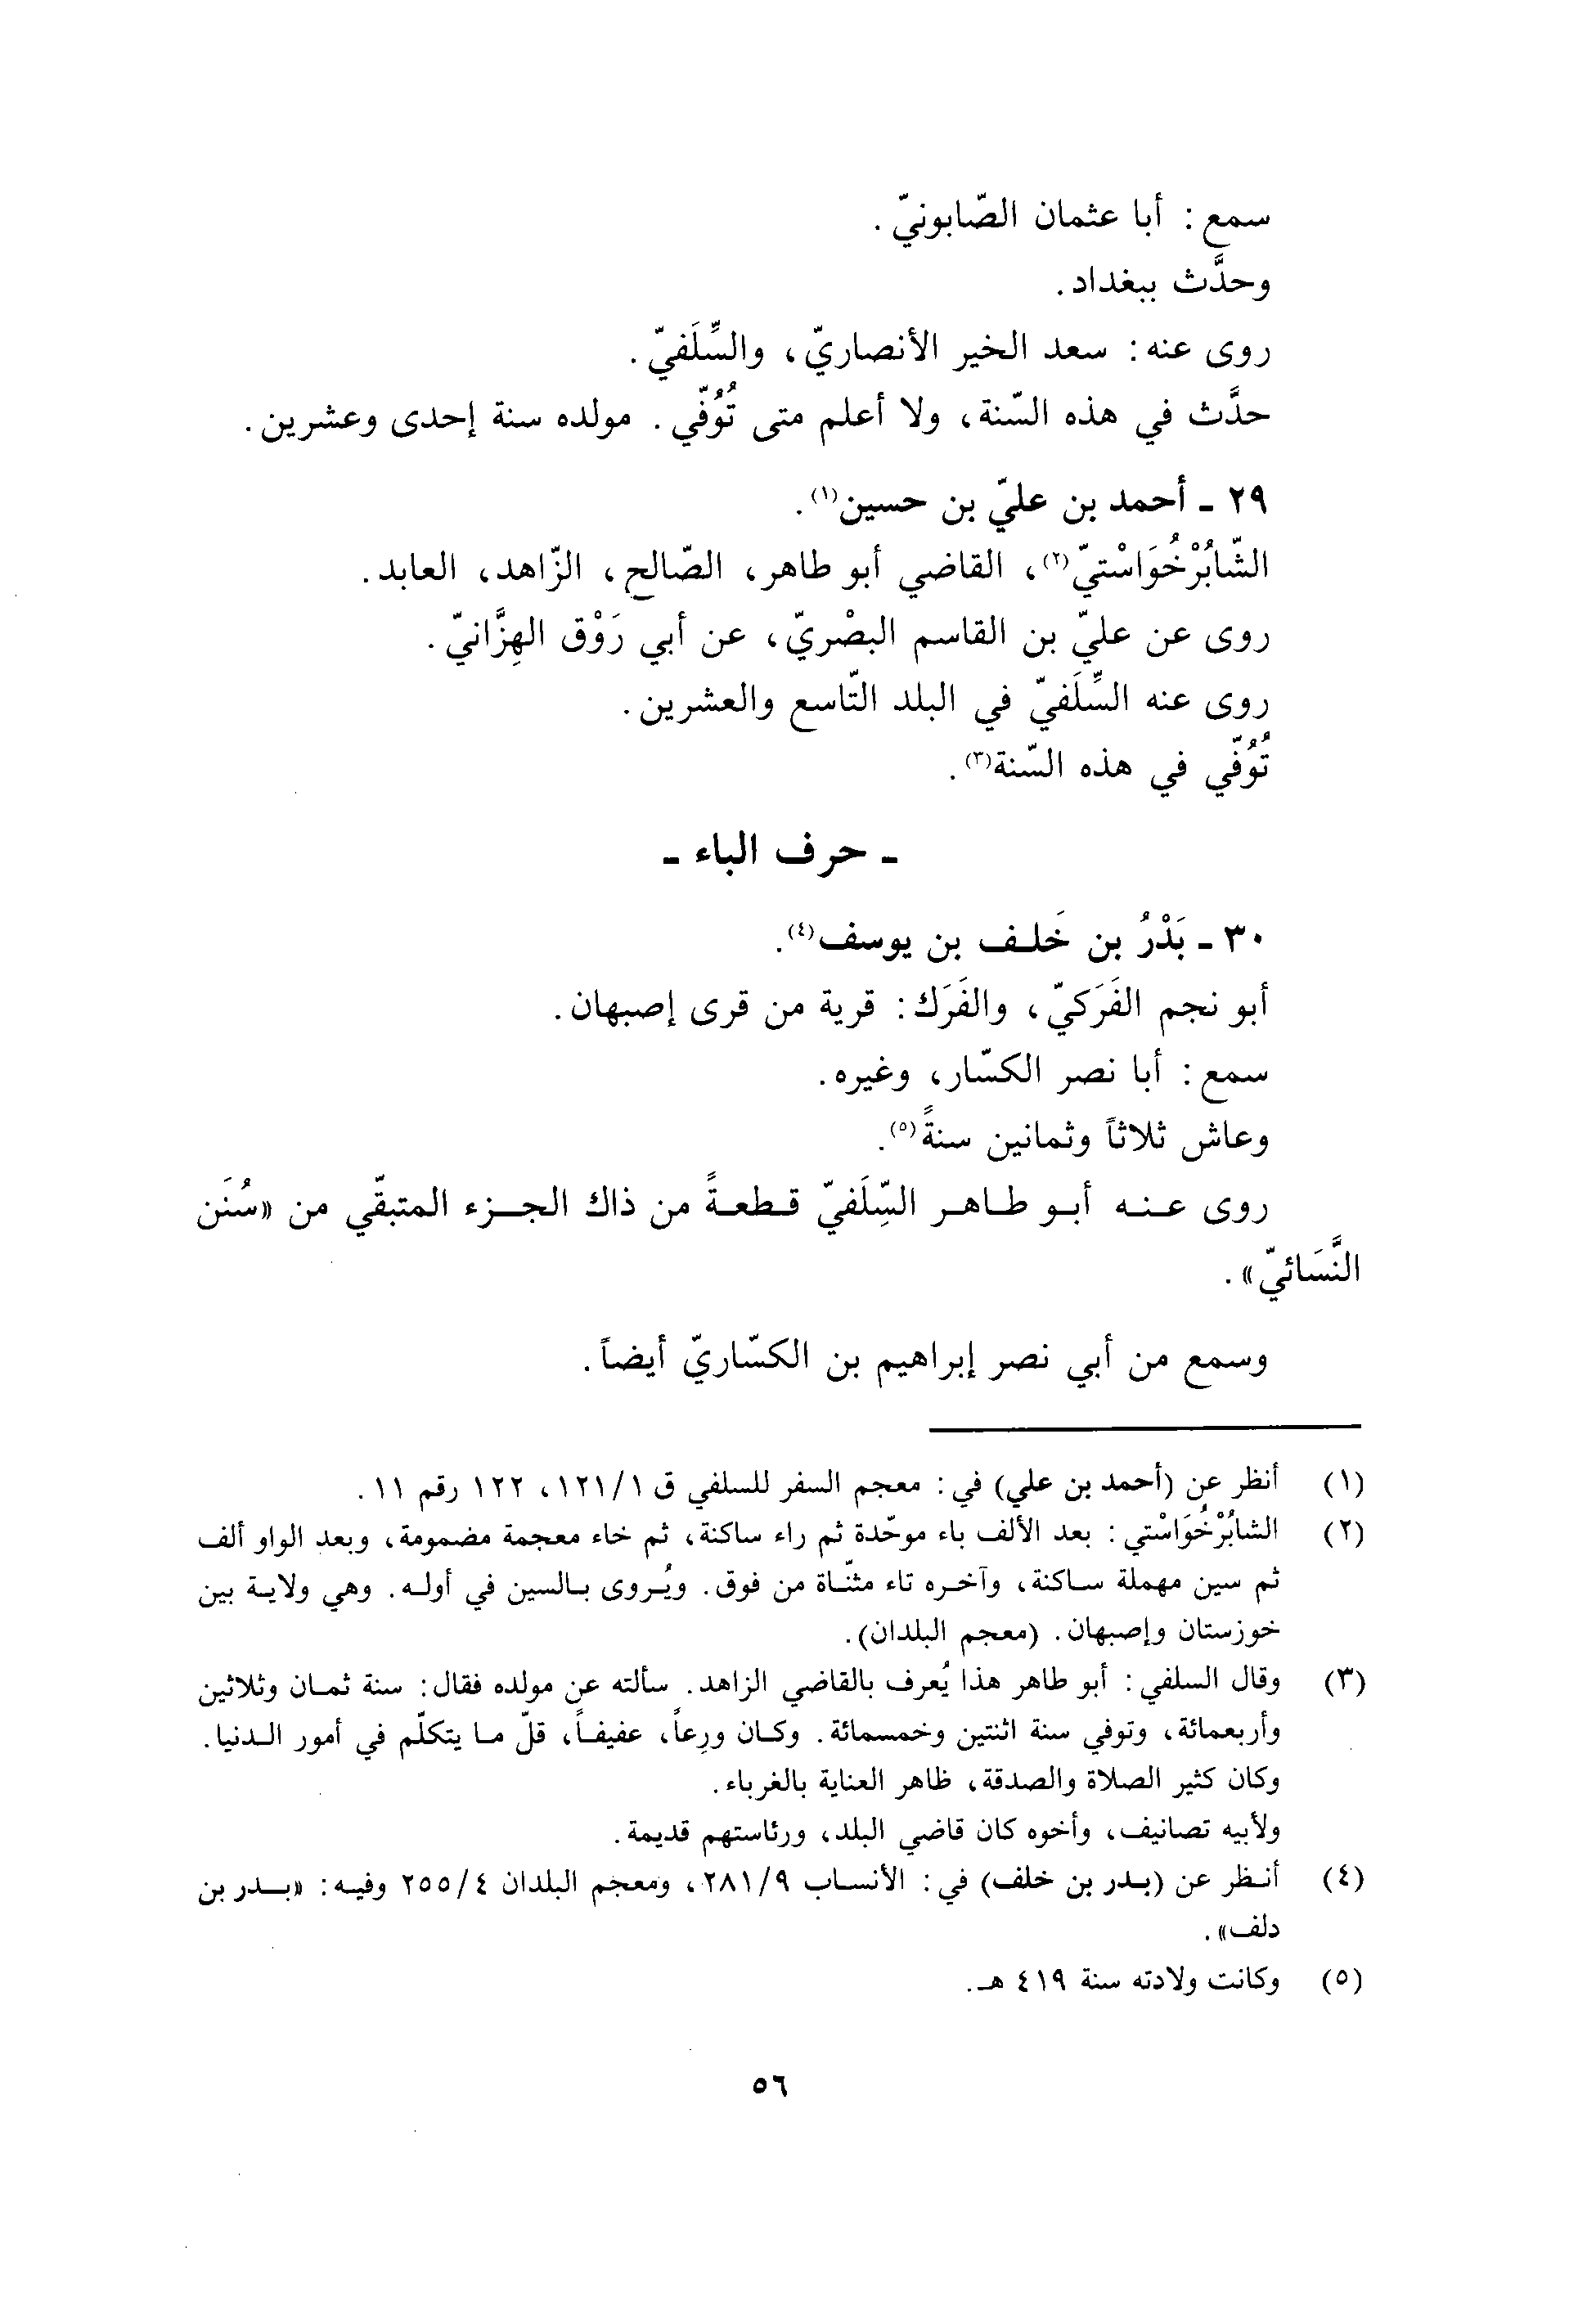 سمع: أبا عثمان الصّابونيّ.
وحدَّث ببغداد.
روى عنه: سعد الخير الأنصاريّ، والسِّلَفيّ.
حدَّث في هذه السّنة، ولا أعلم متى تُوُفّي. مولده سنة إحدى وعشرين.
٢٩ ـ أحمد بن عليّ بن حسين(١).
الشّابُرْخُوَاسْتيّ(٢)، القاضي أبو طاهر، الصّالح، الزّاهد، العابد.
روى عن عليّ بن القاسم البصْريّ، عن أبي رَوْق الهِزَّانيّ.
روى عنه السِّلَفيّ في البلد التّاسع والعشرين.
تُوُفّي في هذه السّنة(٣).
ـ حرف الباء ـ
٣٠ ـ بَدْرُ بن خَلف بن يوسف(٤).
أبو نجم الفَرَكيّ، والفَرَك: قرية من قرى إصبهان.
سمع: أبا نصر الكسّار، وغيره.
وعاش ثلاثاً وثمانين سنةً(٥).
روى عنه أبو طاهر السِّلَفيّ قطعةً من ذاك الجزء المتبقّي من «سُنَن
النَّسَائيّ».
وسمع من أبي نصر إبراهيم بن الكسّاريّ أيضاً.
(١) أنظر عن (أحمد بن علي) في: معجم السفر للسلفي ق ١٢١/١، ١٢٢ رقم ١١.
(٢) الشابُرْخُوَاسْتي: بعد الألف باء موحّدة ثم راء ساكنة، ثم خاء معجمة مضمومة، وبعد الواو ألف
ثم سين مهملة ساكنة، وآخره تاء مثنّاة من فوق. ويُروى بالسين في أوله. وهي ولاية بين
خوزستان وإصبهان. (معجم البلدان).
(٣) وقال السلفي: أبو طاهر هذا يُعرف بالقاضي الزاهد. سألته عن مولده فقال: سنة ثمان وثلاثين
وأربعمائة، وتوفي سنة اثنتين وخمسمائة. وكان ورِعاً، عفيفاً، قلّ ما يتكلّم في أمور الدنيا.
وكان كثير الصلاة والصدقة، ظاهر العناية بالغرباء.
ولأبيه تصانيف، وأخوه كان قاضي البلد، ورئاستهم قديمة.
(٤) أنظر عن (بدر بن خلف) في: الأنساب ٢٨١/٩، ومعجم البلدان ٢٥٥/٤ وفيه: «بدر بن
دلف».
(٥) وكانت ولادته سنة ٤١٩ هـ.
٥٦